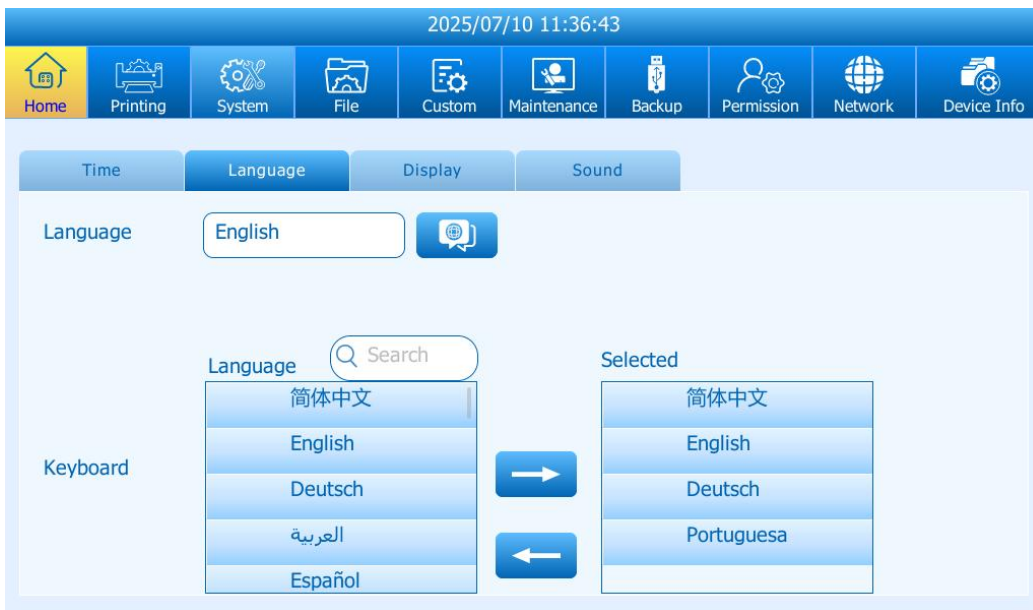 2025/07/10 11:36:43
Home Printing System File Custom Maintenance Backup Permission Network Device Info
Time Language Display Sound
Language English
Language Search Selected
简体中文 简体中文
English English
Keyboard
Deutsch Deutsch
العربية Portuguesa
Español